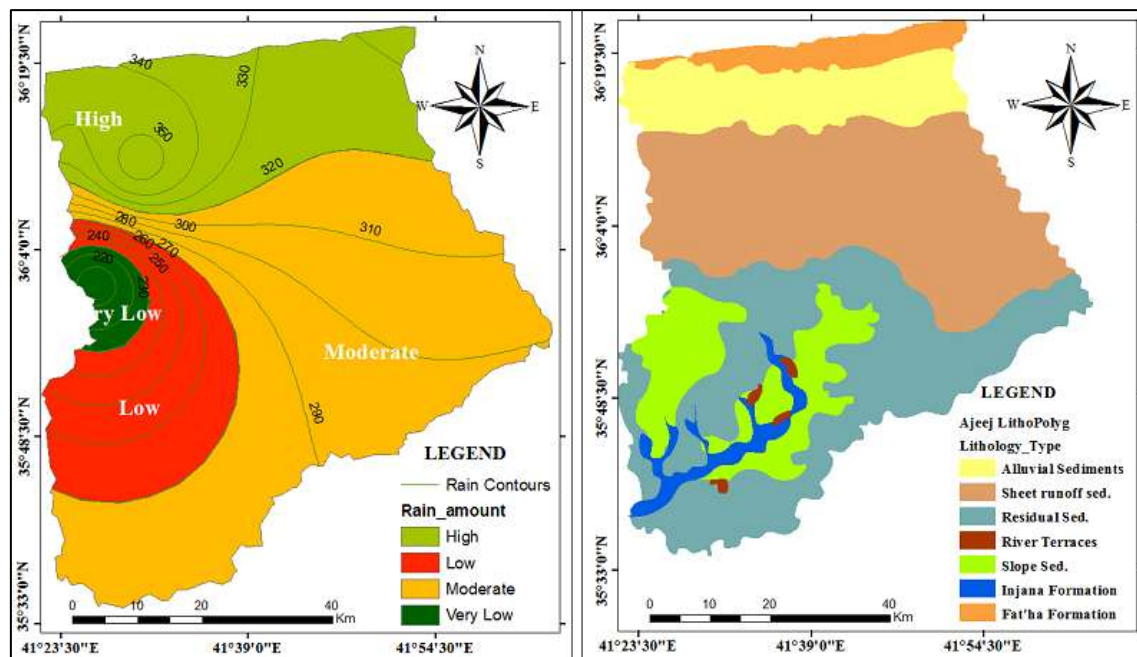 36°19'30"N
36°4'0"N
35°48'30"N
35°33'0"N
N
W
E
S
340
330
High
350
320
280
300
310
240
260
270
250
220
230
ry Low
Moderate
Low
290
LEGEND
Rain Contours
Rain_amount
High
Low
Moderate
Very Low
0 10 20 40
Km
41°23'30"E 41°39'0"E 41°54'30"E
36°19'30"N
36°4'0"N
35°48'30"N
35°33'0"N
N
W
E
S
LEGEND
Ajeej LithoPolyg
Lithology_Type
Alluvial Sediments
Sheet runoff sed.
Residual Sed.
River Terraces
Slope Sed.
Injana Formation
Fat'ha Formation
0 10 20 40
Km
41°23'30"E 41°39'0"E 41°54'30"E